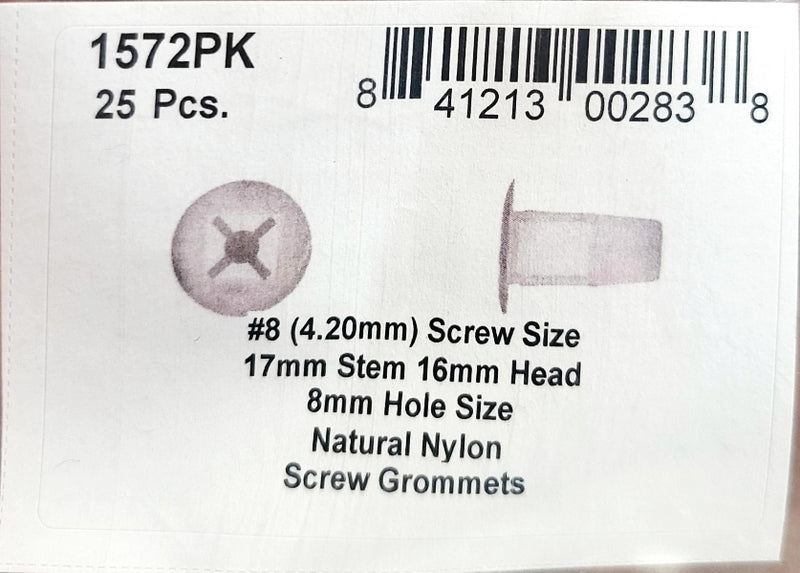 1572PK
25 Pcs.
8 41213 00283 8
#8 (4.20mm) Screw Size
17mm Stem 16mm Head
8mm Hole Size
Natural Nylon
Screw Grommets